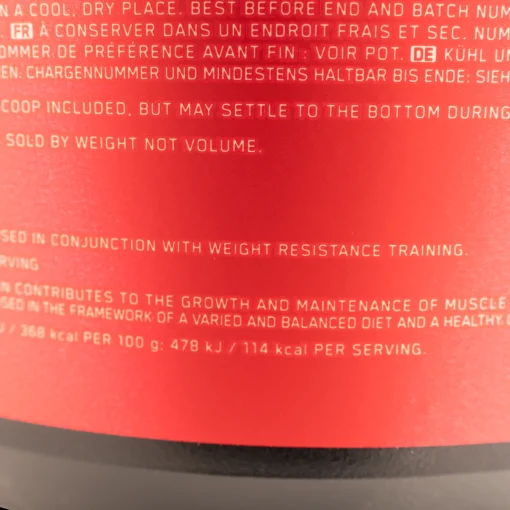 N A COOL, DRY PLACE. BEST BEFORE END AND BATCH NUM
FR À CONSERVER DANS UN ENDROIT FRAIS ET SEC. NUM
OMMER DE PRÉFÉRENCE AVANT FIN : VOIR POT. DE KÜHL UN
EN. CHARGENNUMMER UND MINDESTENS HALTBAR BIS ENDE: SIEH
COOP INCLUDED, BUT MAY SETTLE TO THE BOTTOM DURING
SOLD BY WEIGHT NOT VOLUME.
SED IN CONJUNCTION WITH WEIGHT RESISTANCE TRAINING.
RVING
N CONTRIBUTES TO THE GROWTH AND MAINTENANCE OF MUSCLE
SED IN THE FRAMEWORK OF A VARIED AND BALANCED DIET AND A HEALTHY
J / 368 kcal PER 100 g: 478 kJ / 114 kcal PER SERVING.